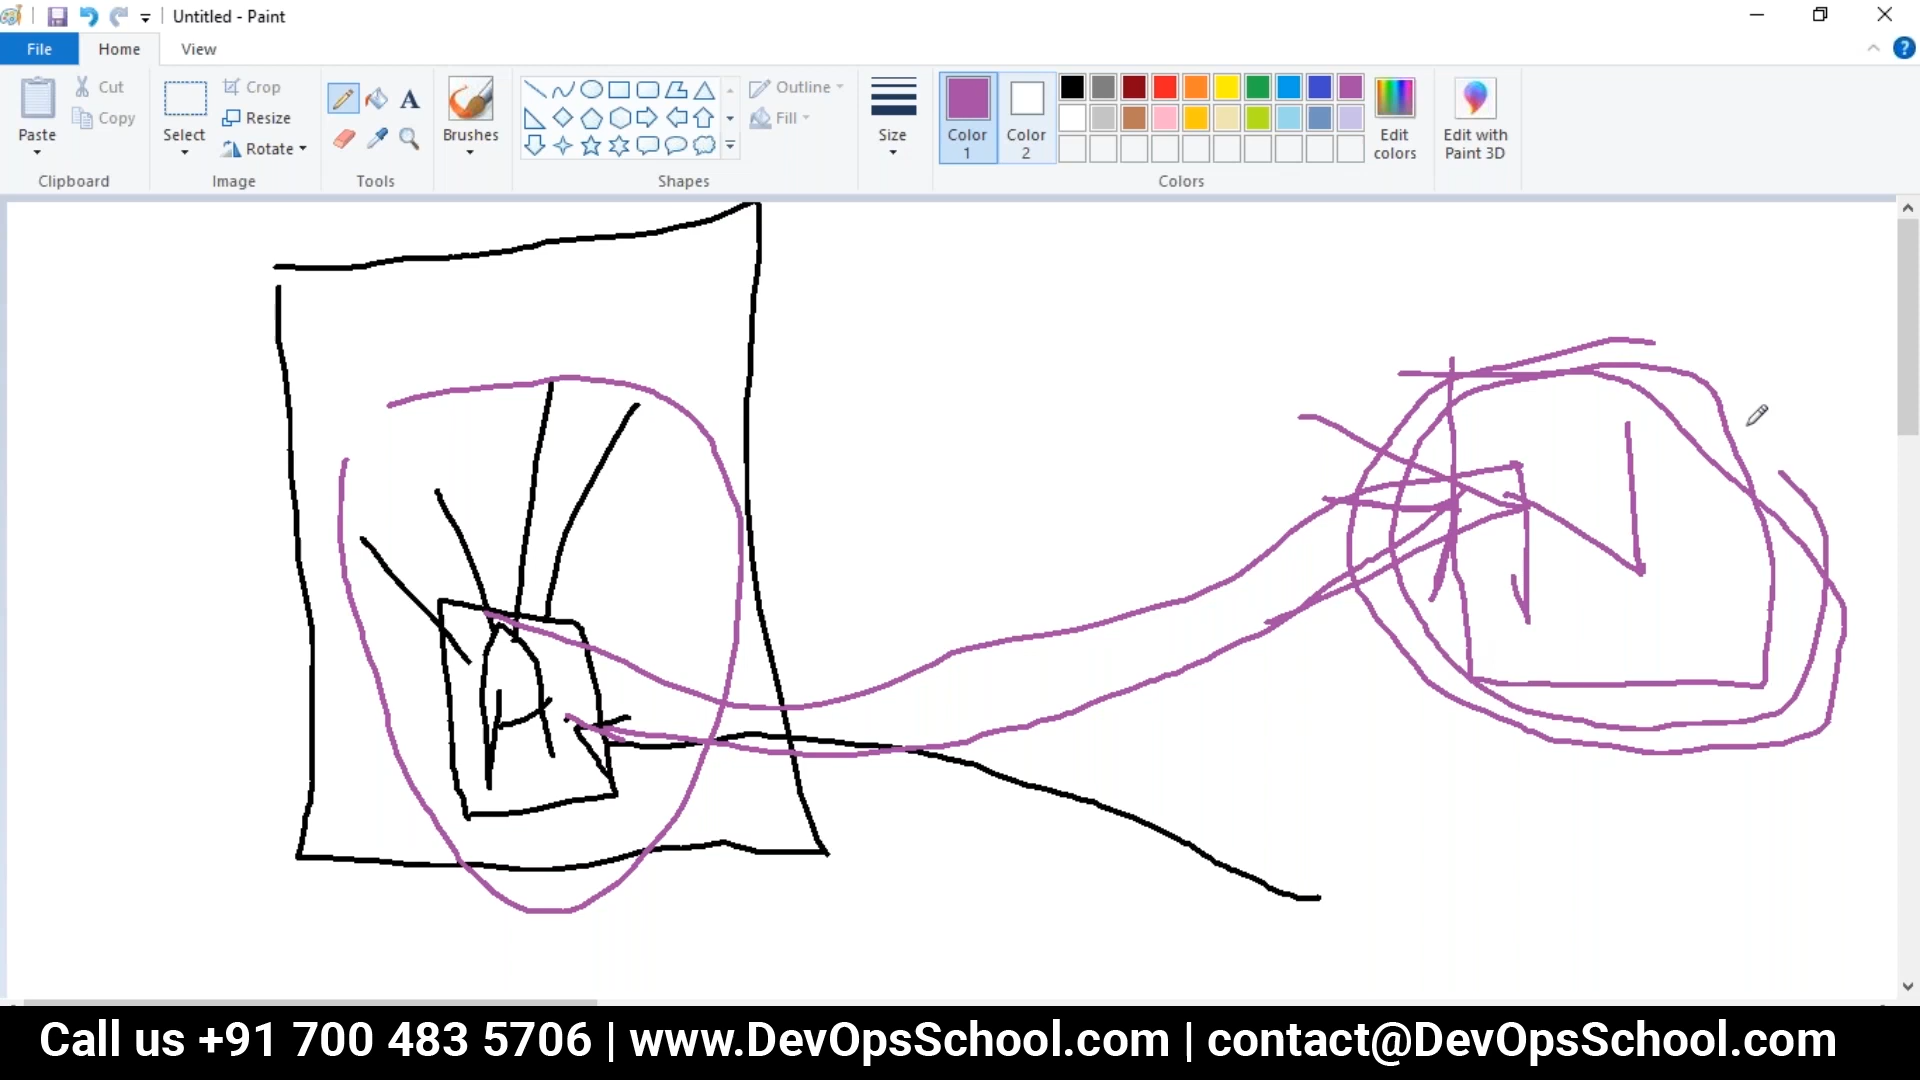 Untitled - Paint
File Home View
Paste
Cut
Copy
Clipboard
Select
Crop
Resize
Rotate
Image
A
Tools
Brushes
Shapes
Outline
Fill
Size
Color 1
Color 2
Edit colors
Colors
Edit with Paint 3D
?
A
Call us +91 700 483 5706 | www.DevOpsSchool.com | contact@DevOpsSchool.com